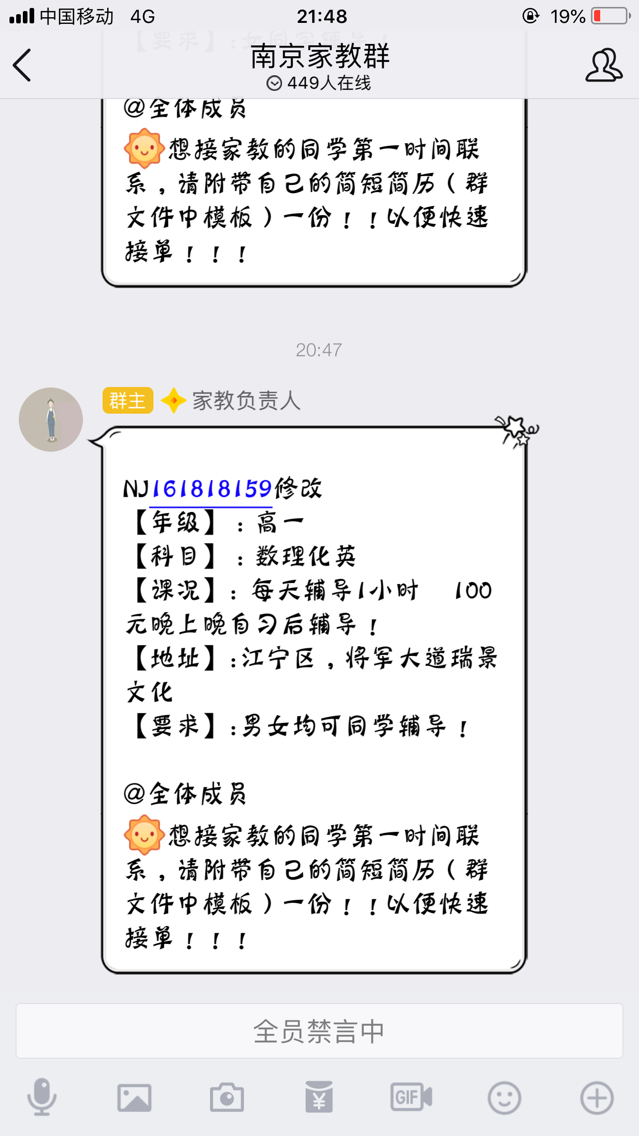 中国移动 4G 21:48 19%
南京家教群
449人在线
@全体成员
想接家教的同学第一时间联
系，请附带自己的简短简历（群
文件中模板）一份！！以便快速
接单！！！
20:47
群主 家教负责人
NJ161818159修改
【年级】：高一
【科目】：数理化英
【课况】：每天辅导1小时 100
元晚上晚自习后辅导！
【地址】:江宁区，将军大道瑞景
文化
【要求】:男女均可同学辅导！
@全体成员
想接家教的同学第一时间联
系，请附带自己的简短简历（群
文件中模板）一份！！以便快速
接单！！！
全员禁言中
GIF